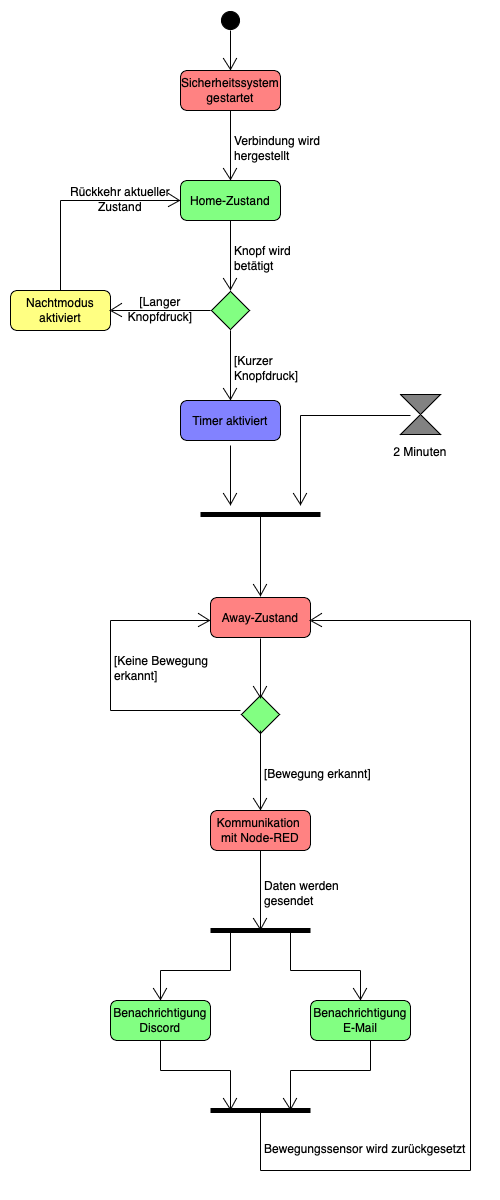 Sicherheitssystem
gestartet
Verbindung wird
hergestellt
Rückkehr aktueller
Zustand
Home-Zustand
Knopf wird
betätigt
Nachtmodus
aktiviert
[Langer
Knopfdruck]
[Kurzer
Knopfdruck]
Timer aktiviert
2 Minuten
Away-Zustand
[Keine Bewegung
erkannt]
[Bewegung erkannt]
Kommunikation
mit Node-RED
Daten werden
gesendet
Benachrichtigung
Discord
Benachrichtigung
E-Mail
Bewegungssensor wird zurückgesetzt